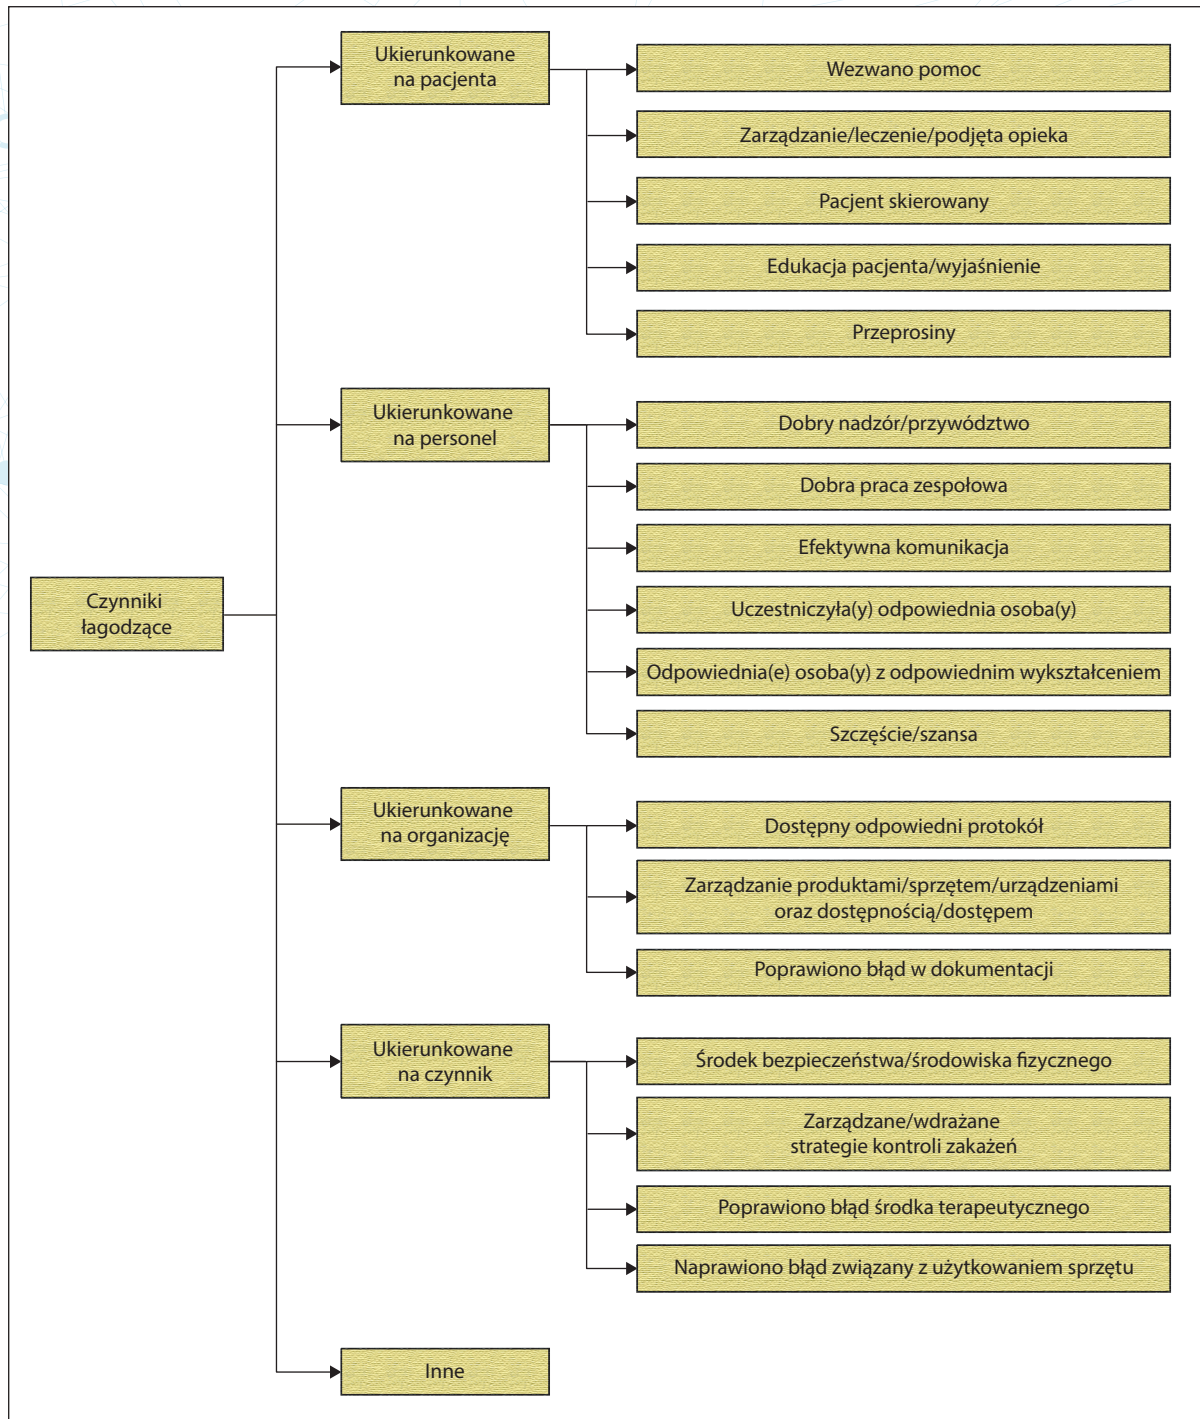 Ukierunkowane
na pacjenta
Wezwano pomoc
Zarządzanie/leczenie/podjęta opieka
Pacjent skierowany
Edukacja pacjenta/wyjaśnienie
Przeprosiny
Ukierunkowane
na personel
Dobry nadzór/przywództwo
Dobra praca zespołowa
Efektywna komunikacja
Uczestniczyła(y) odpowiednia osoba(y)
Odpowiednia(e) osoba(y) z odpowiednim wykształceniem
Szczęście/szansa
Czynniki
łagodzące
Ukierunkowane
na organizację
Dostępny odpowiedni protokół
Zarządzanie produktami/sprzętem/urządzeniami
oraz dostępnością/dostępem
Poprawiono błąd w dokumentacji
Ukierunkowane
na czynnik
Środek bezpieczeństwa/środowiska fizycznego
Zarządzane/wdrażane
strategie kontroli zakażeń
Poprawiono błąd środka terapeutycznego
Naprawiono błąd związany z użytkowaniem sprzętu
Inne